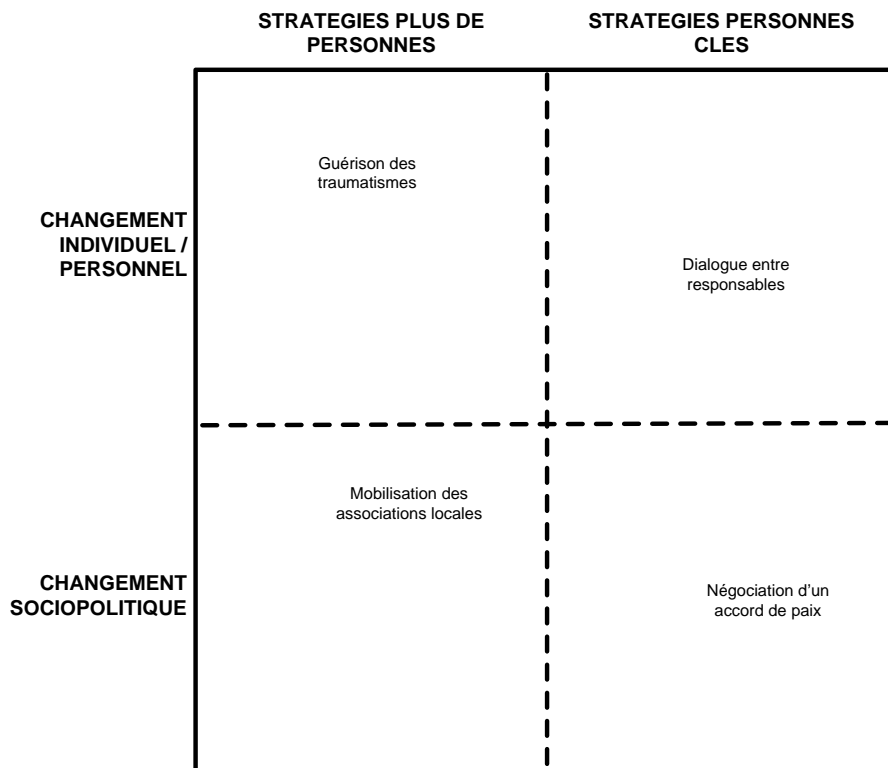 STRATEGIES PLUS DE
PERSONNES
STRATEGIES PERSONNES
CLES
CHANGEMENT
INDIVIDUEL /
PERSONNEL
Guérison des
traumatismes
Dialogue entre
responsables
CHANGEMENT
SOCIOPOLITIQUE
Mobilisation des
associations locales
Négociation d’un
accord de paix